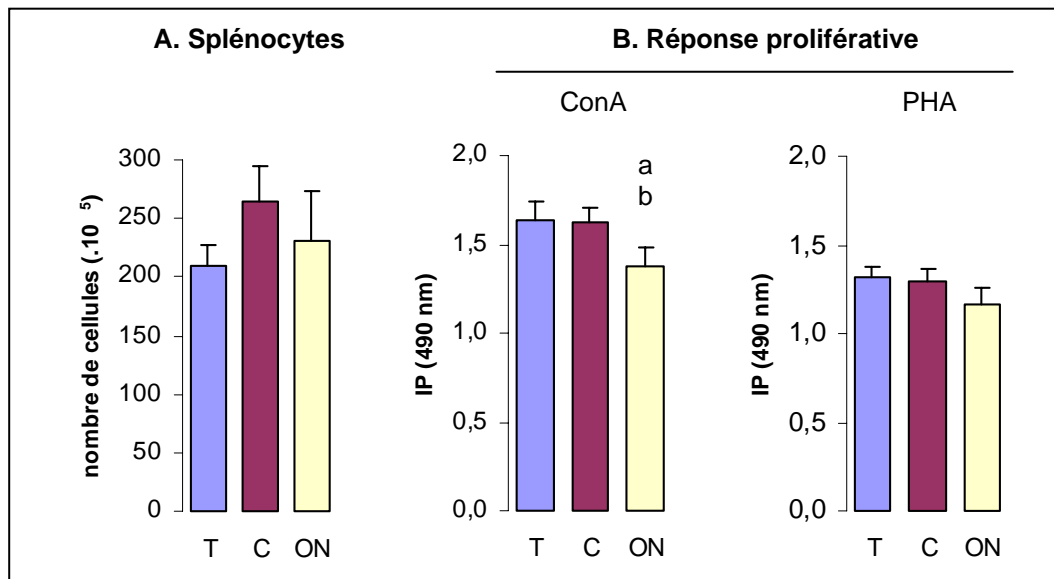 A. Splénocytes
B. Réponse proliférative
ConA
PHA
nombre de cellules (.10 5)
300
250
200
150
100
50
0
T C ON
IP (490 nm)
2,0
1,5
1,0
0,5
0,0
a
b
T C ON
IP (490 nm)
2,0
1,5
1,0
0,5
0,0
T C ON